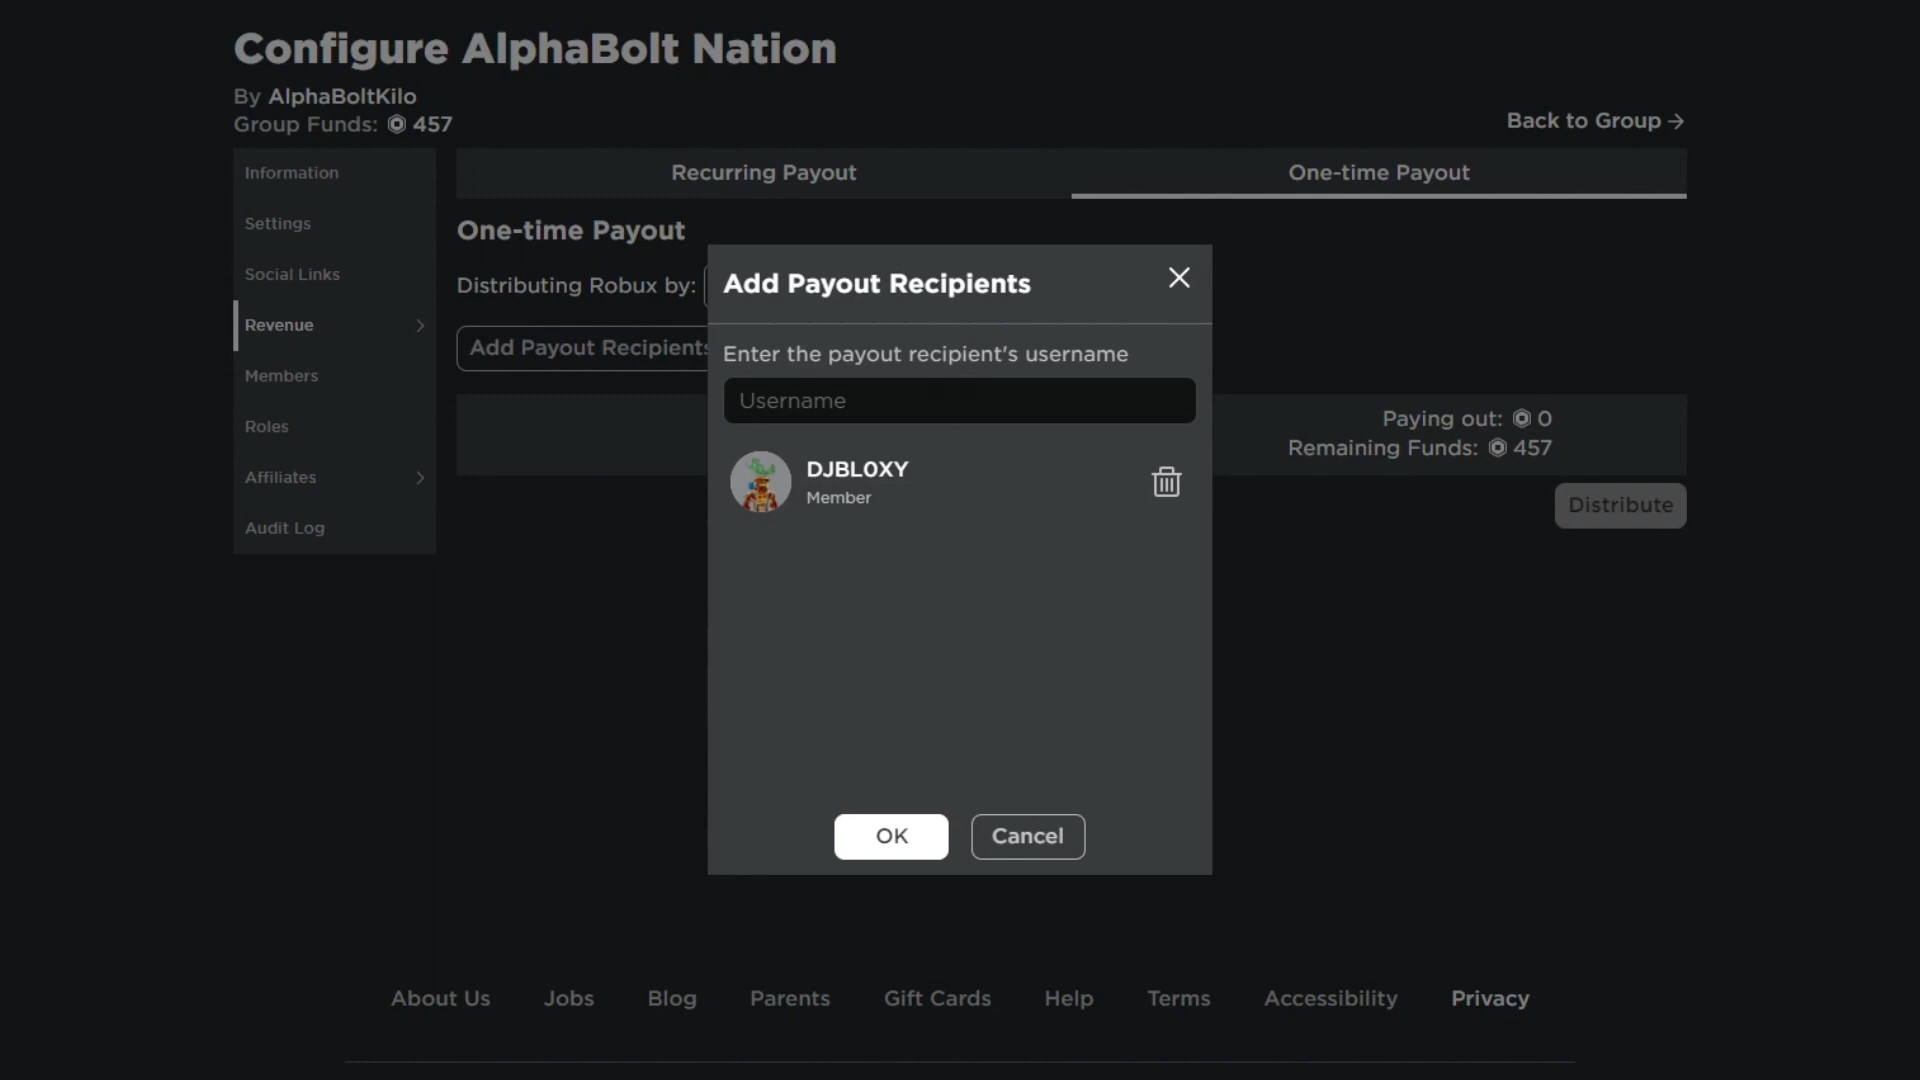 Configure AlphaBolt Nation
By AlphaBoltKilo
Group Funds: 457
Back to Group
Information
Settings
Social Links
Revenue
Members
Roles
Affiliates
Audit Log
Recurring Payout
One-time Payout
One-time Payout
Distributing Robux by:
Add Payout Recipients
Paying out: 0
Remaining Funds: 457
Distribute
Add Payout Recipients
Enter the payout recipient's username
Username
DJBL0XY
Member
OK
Cancel
About Us
Jobs
Blog
Parents
Gift Cards
Help
Terms
Accessibility
Privacy